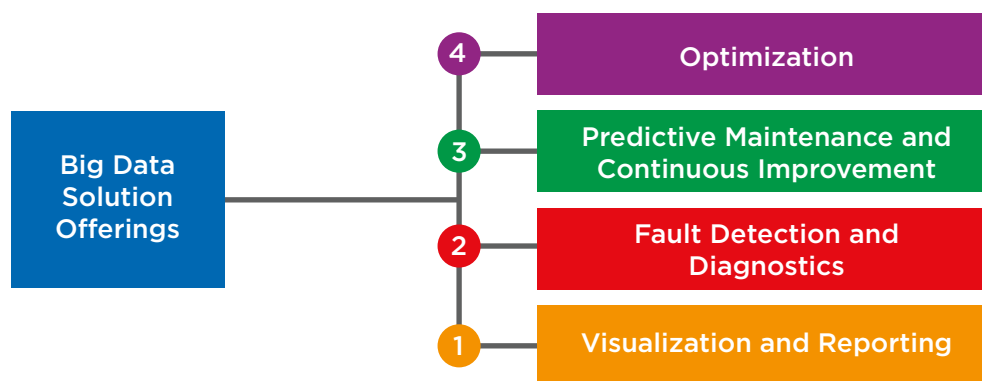 Big Data
Solution
Offerings
4
Optimization
3
Predictive Maintenance and
Continuous Improvement
2
Fault Detection and
Diagnostics
1
Visualization and Reporting